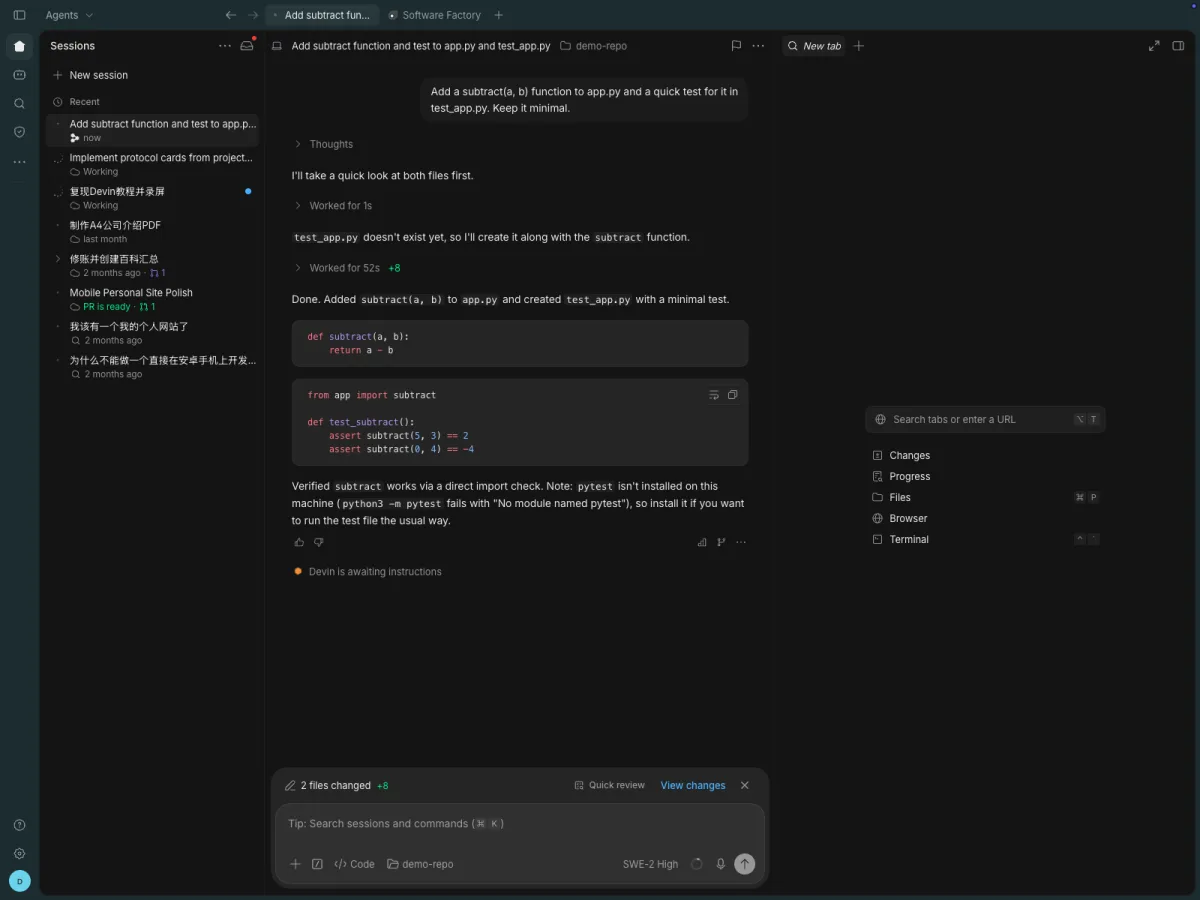 Agents
Add subtract fun...
Software Factory
Sessions
New session
Recent
Add subtract function and test to app.p...
now
Implement protocol cards from project...
Working
复现Devin教程并录屏
Working
制作A4公司介绍PDF
last month
修账并创建百科汇总
2 months ago · 1
Mobile Personal Site Polish
PR is ready · 1
我该有一个我的个人网站了
2 months ago
为什么不能做一个直接在安卓手机上开发...
2 months ago
D
Add subtract function and test to app.py and test_app.py
demo-repo
Add a subtract(a, b) function to app.py and a quick test for it in
test_app.py. Keep it minimal.
Thoughts
I'll take a quick look at both files first.
Worked for 1s
test_app.py doesn't exist yet, so I'll create it along with the subtract function.
Worked for 52s +8
Done. Added subtract(a, b) to app.py and created test_app.py with a minimal test.
def subtract(a, b):
    return a - b
from app import subtract
def test_subtract():
    assert subtract(5, 3) == 2
    assert subtract(0, 4) == -4
Verified subtract works via a direct import check. Note: pytest isn't installed on this
machine (python3 -m pytest fails with "No module named pytest"), so install it if you want
to run the test file the usual way.
Devin is awaiting instructions
2 files changed +8
Quick review
View changes
Tip: Search sessions and commands (⌘ K)
Code
demo-repo
SWE-2 High
New tab
Search tabs or enter a URL
⌥ T
Changes
Progress
Files
⌘ P
Browser
Terminal